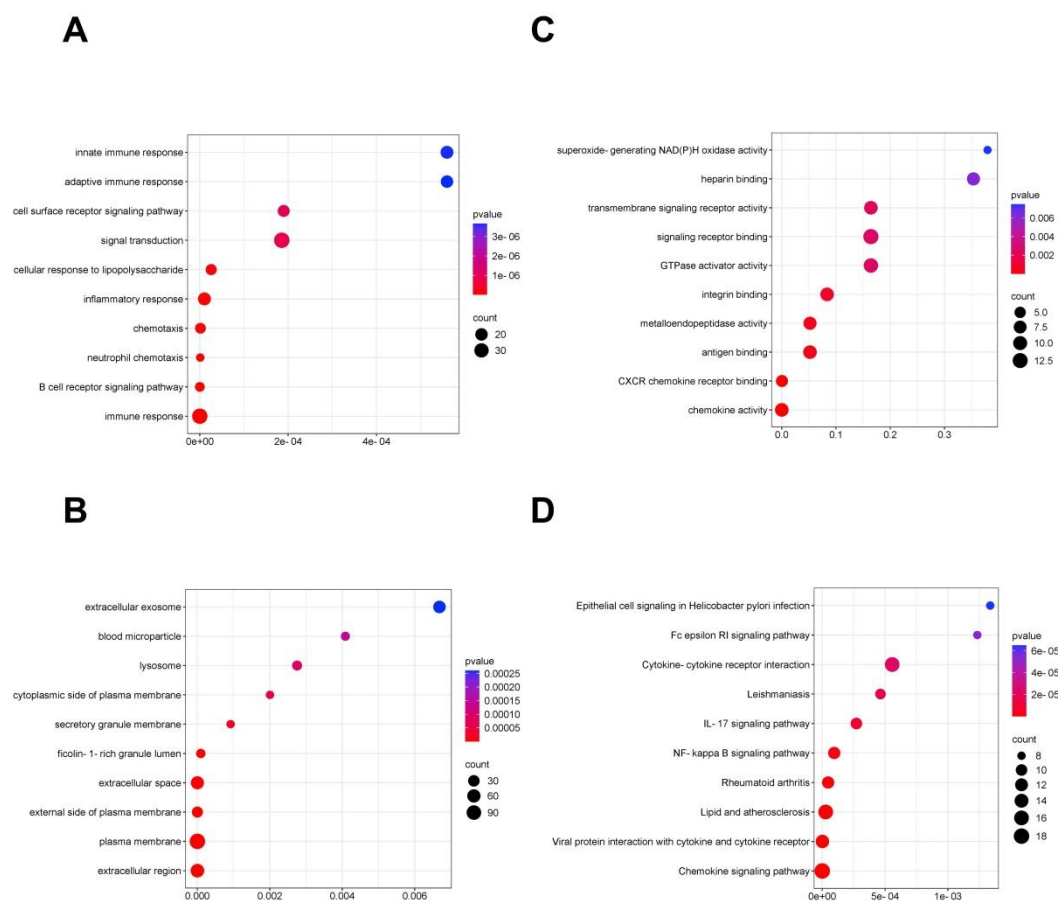 A
innate immune response
adaptive immune response
cell surface receptor signaling pathway
signal transduction
cellular response to lipopolysaccharide
inflammatory response
chemotaxis
neutrophil chemotaxis
B cell receptor signaling pathway
immune response
0e+00 2e- 04 4e- 04
pvalue
3e- 06
2e- 06
1e- 06
count
20
30
C
superoxide- generating NAD(P)H oxidase activity
heparin binding
transmembrane signaling receptor activity
signaling receptor binding
GTPase activator activity
integrin binding
metalloendopeptidase activity
antigen binding
CXCR chemokine receptor binding
chemokine activity
0.0 0.1 0.2 0.3
pvalue
0.006
0.004
0.002
count
5.0
7.5
10.0
12.5
B
extracellular exosome
blood microparticle
lysosome
cytoplasmic side of plasma membrane
secretory granule membrane
ficolin- 1- rich granule lumen
extracellular space
external side of plasma membrane
plasma membrane
extracellular region
0.000 0.002 0.004 0.006
pvalue
0.00025
0.00020
0.00015
0.00010
0.00005
count
30
60
90
D
Epithelial cell signaling in Helicobacter pylori infection
Fc epsilon RI signaling pathway
Cytokine- cytokine receptor interaction
Leishmaniasis
IL- 17 signaling pathway
NF- kappa B signaling pathway
Rheumatoid arthritis
Lipid and atherosclerosis
Viral protein interaction with cytokine and cytokine receptor
Chemokine signaling pathway
0e+00 5e- 04 1e- 03
pvalue
6e- 05
4e- 05
2e- 05
count
8
10
12
14
16
18